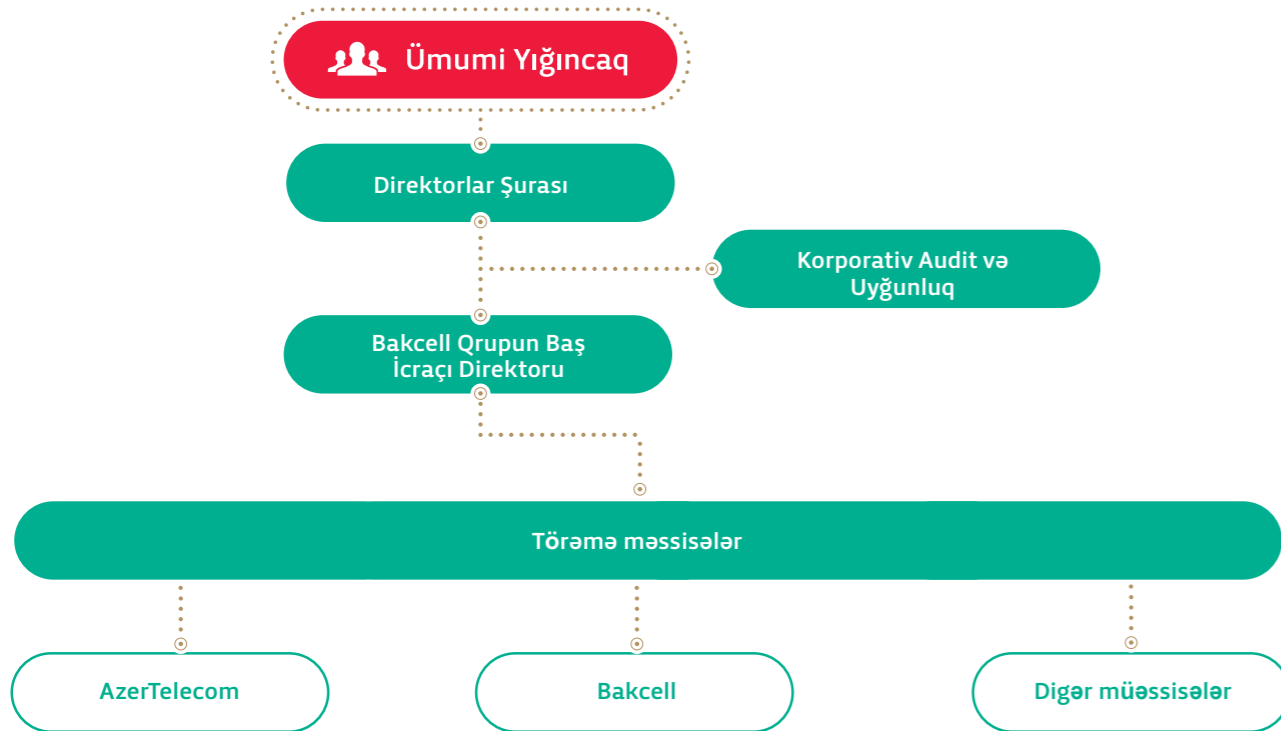 Ümumi Yığıncaq
Direktorlar Şurası
Korporativ Audit və
Uyğunluq
Bakcell Qrupun Baş
İcraçı Direktoru
Törəmə məssisələr
AzerTelecom
Bakcell
Digər müəssisələr